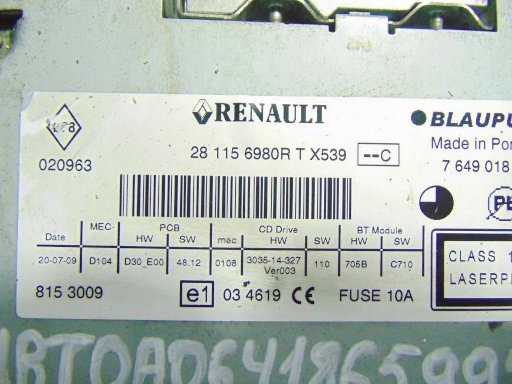 RENAULT
BLAUPU
020963
28 115 6980R T X539 --C
Made in Por
7 649 018
MEC PCB CD Drive BT Module
Date HW SW mec HW SW HW SW
20-07-09 D104 D30_E00 48.12 0108 3035-14-327 Ver003 110 705B C710
CLASS 1
LASERP
815 3009 e1 03 4619 CE FUSE 10A